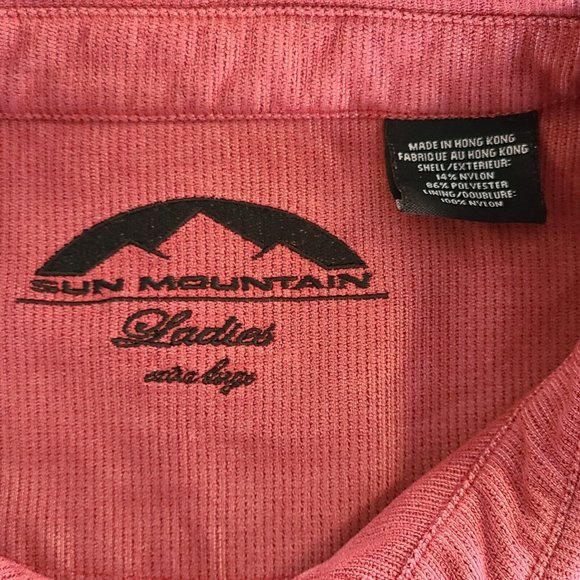 SUN MOUNTAIN
Ladies
extra large
MADE IN HONG KONG
FABRIQUE AU HONG KONG
SHELL/EXTERIEUR:
14% NYLON
86% POLYESTER
LINING/DOUBLURE:
100% NYLON